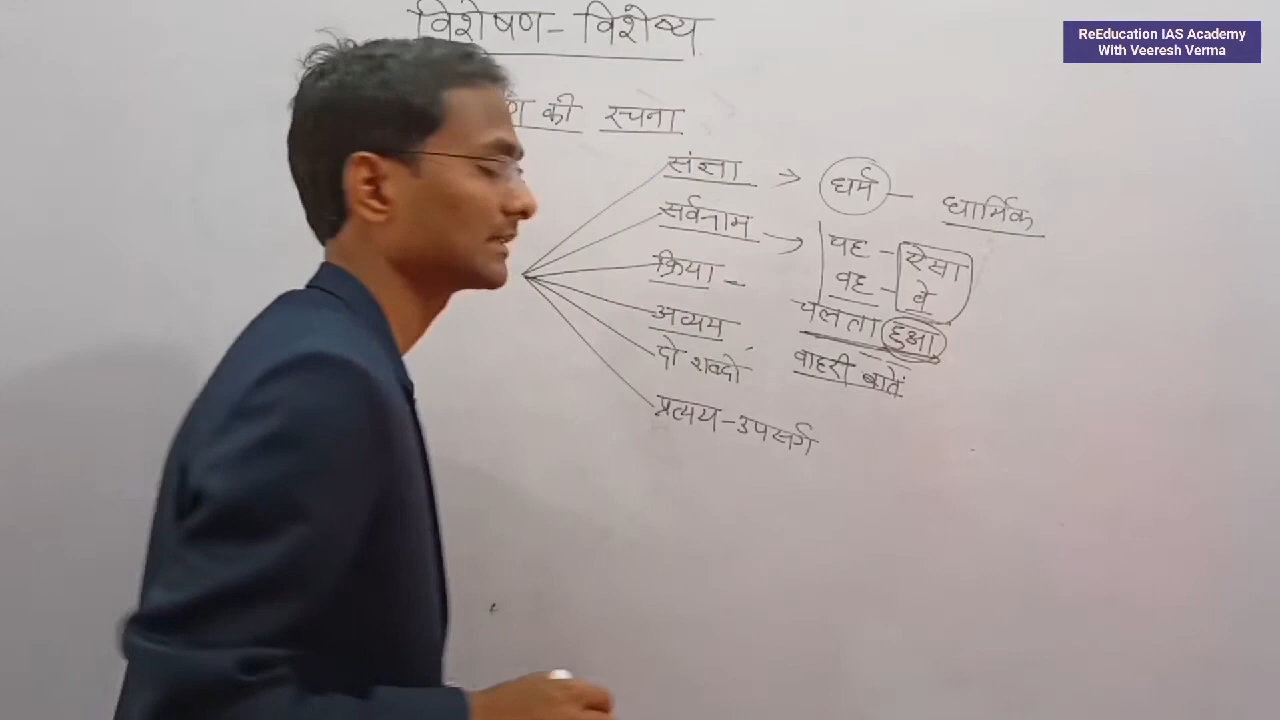 विशेषण-विशेष्य
ReEducation IAS Academy
With Veeresh Verma
की रचना
संज्ञा → धर्म - धार्मिक
सर्वनाम → यह - ऐसा
वह - वे
क्रिया - चलता हुआ
अव्यय बाहरी बातें
दो शब्दों
प्रत्यय-उपसर्ग